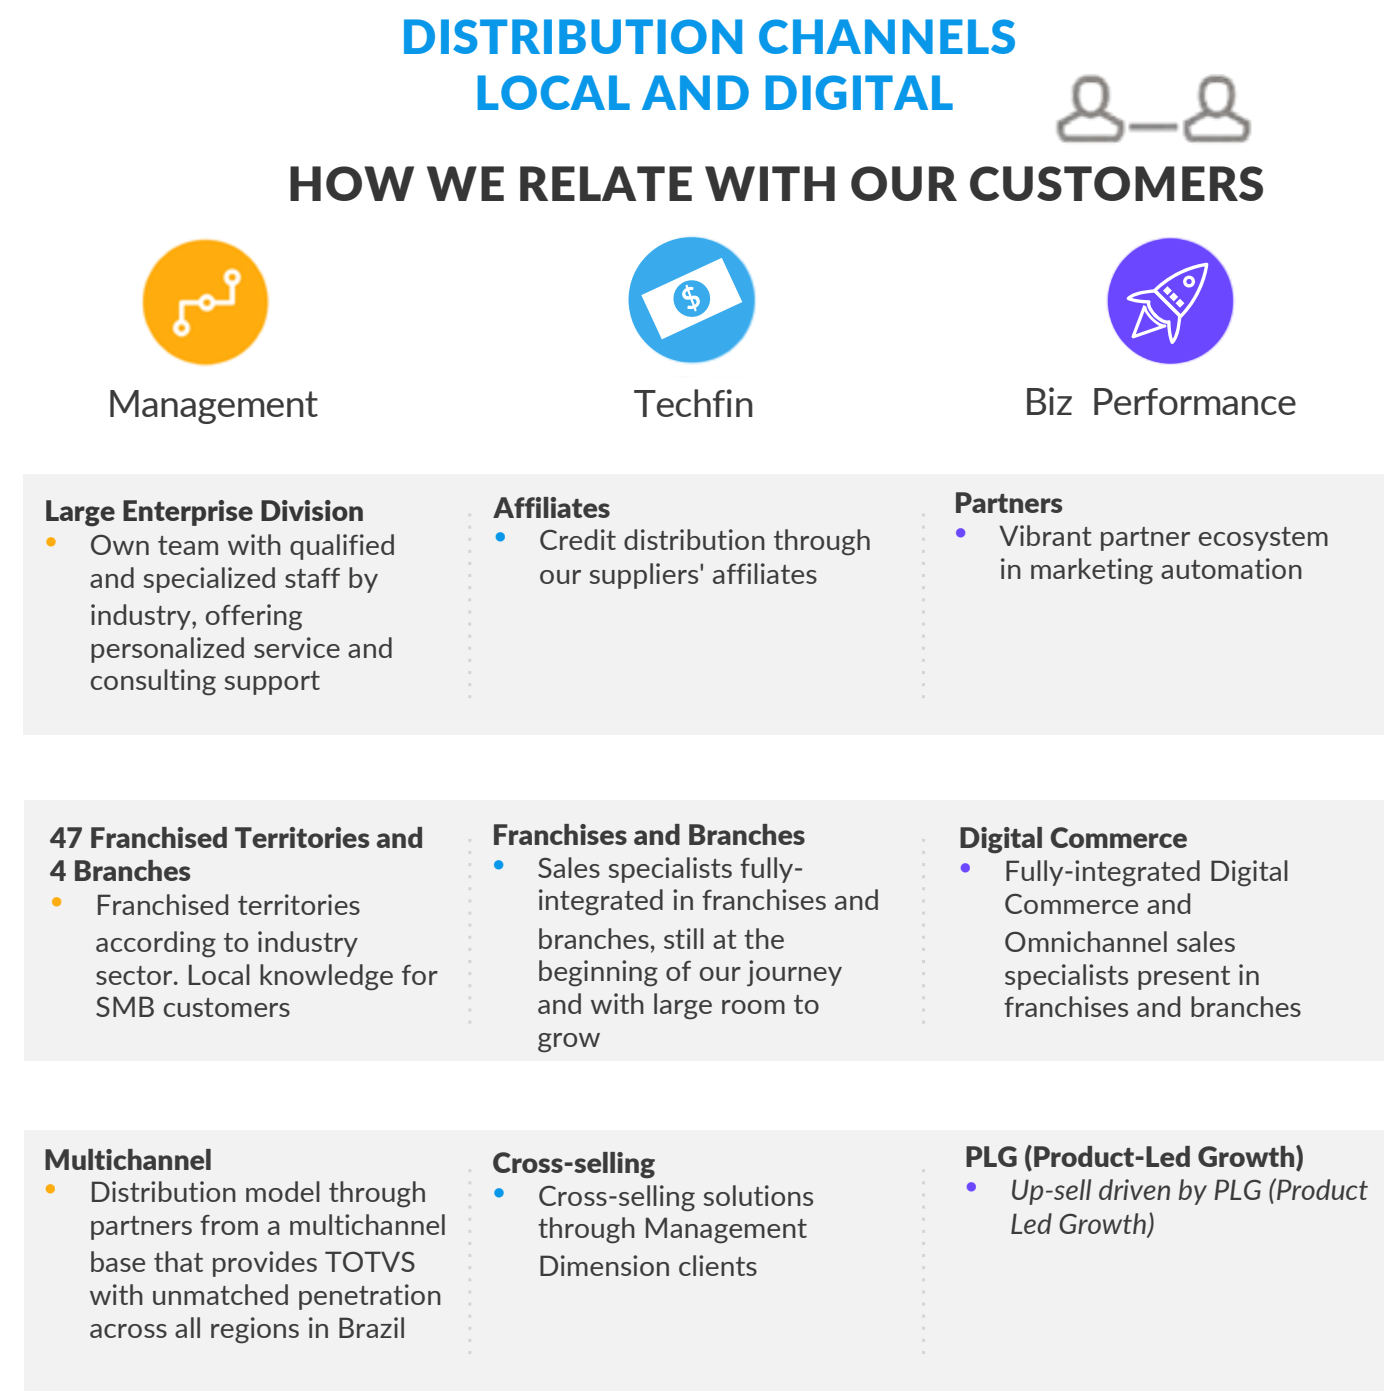 DISTRIBUTION CHANNELS
LOCAL AND DIGITAL
HOW WE RELATE WITH OUR CUSTOMERS
$
Management
Techfin
Biz Performance
Large Enterprise Division
• Own team with qualified
and specialized staff by
industry, offering
personalized service and
consulting support
Affiliates
• Credit distribution through
our suppliers' affiliates
Partners
• Vibrant partner ecosystem
in marketing automation
47 Franchised Territories and
4 Branches
• Franchised territories
according to industry
sector. Local knowledge for
SMB customers
Franchises and Branches
• Sales specialists fully-
integrated in franchises and
branches, still at the
beginning of our journey
and with large room to
grow
Digital Commerce
• Fully-integrated Digital
Commerce and
Omnichannel sales
specialists present in
franchises and branches
Multichannel
• Distribution model through
partners from a multichannel
base that provides TOTVS
with unmatched penetration
across all regions in Brazil
Cross-selling
• Cross-selling solutions
through Management
Dimension clients
PLG (Product-Led Growth)
• Up-sell driven by PLG (Product
Led Growth)